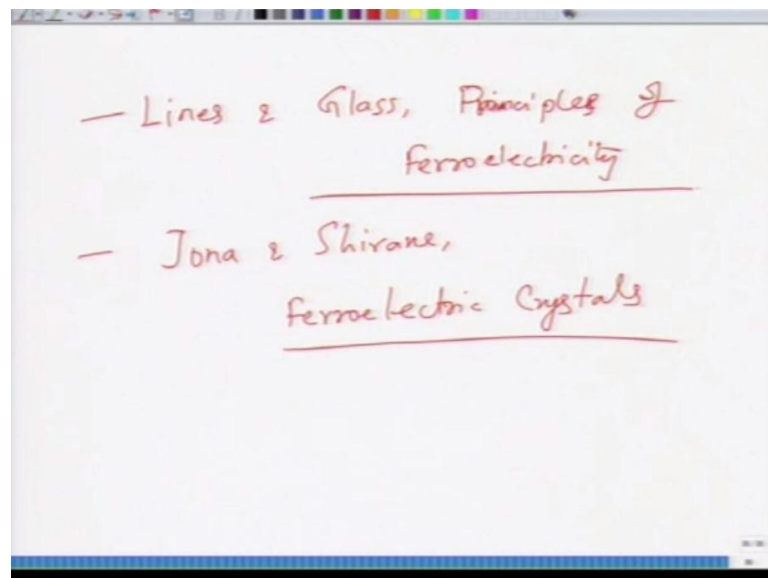 — Lines & Glass, Principles of
Ferroelectricity
— Jona & Shirane,
Ferroelectric Crystals